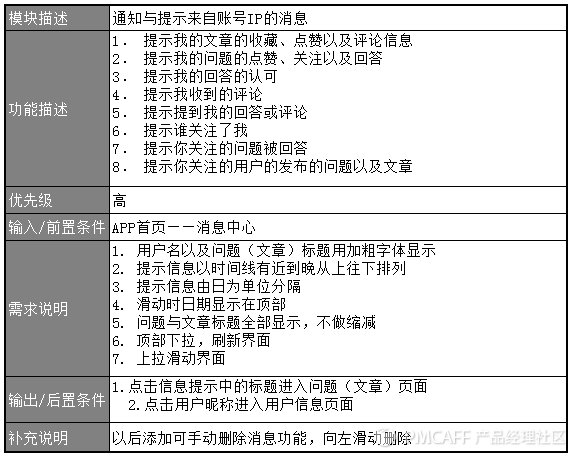 模块描述
通知与提示来自账号IP的消息
功能描述
1. 提示我的文章的收藏、点赞以及评论信息
2. 提示我的问题的点赞、关注以及回答
3. 提示我的回答的认可
4. 提示我收到的评论
5. 提示提到我的回答或评论
6. 提示谁关注了我
7. 提示你关注的问题被回答
8. 提示你关注的用户的发布的问题以及文章
优先级
高
输入/前置条件
APP首页——消息中心
需求说明
1. 用户名以及问题（文章）标题用加粗字体显示
2. 提示信息以时间线有近到晚从上往下排列
3. 提示信息由日为单位分隔
4. 滑动时日期显示在顶部
5. 问题与文章标题全部显示，不做缩减
6. 顶部下拉，刷新界面
7. 上拉滑动界面
输出/后置条件
1.点击信息提示中的标题进入问题（文章）页面
2.点击用户昵称进入用户信息页面
补充说明
以后添加可手动删除消息功能，向左滑动删除
PMCAFF 产品经理社区